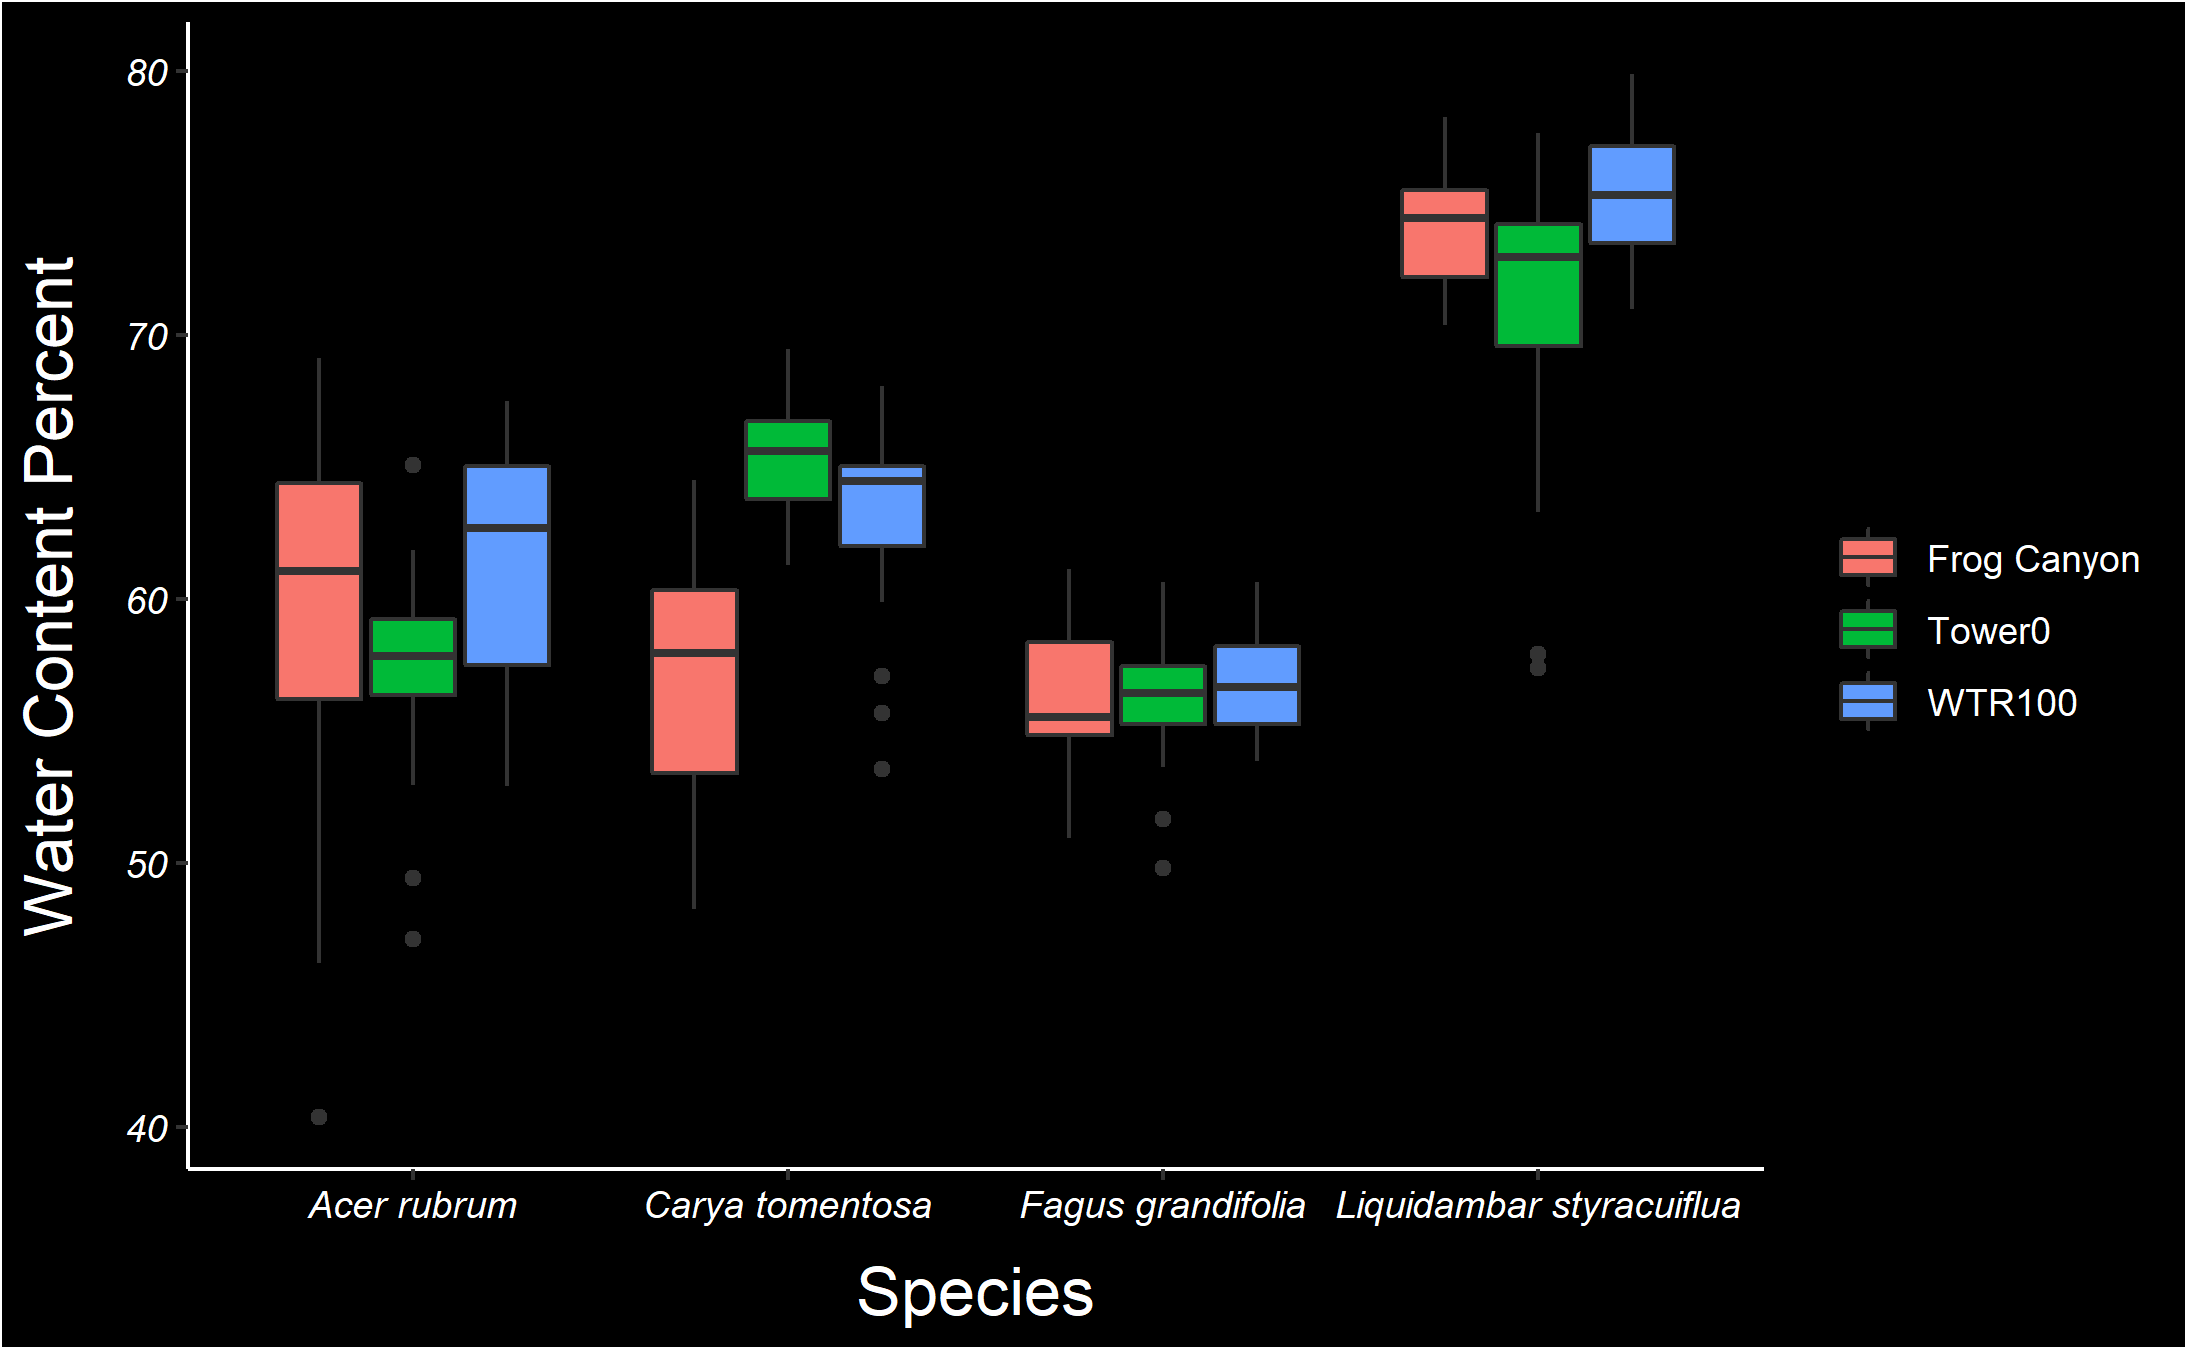 Water Content Percent
80
70
60
50
40
Acer rubrum
Carya tomentosa
Fagus grandifolia
Liquidambar styracuiflua
Species
Frog Canyon
Tower0
WTR100